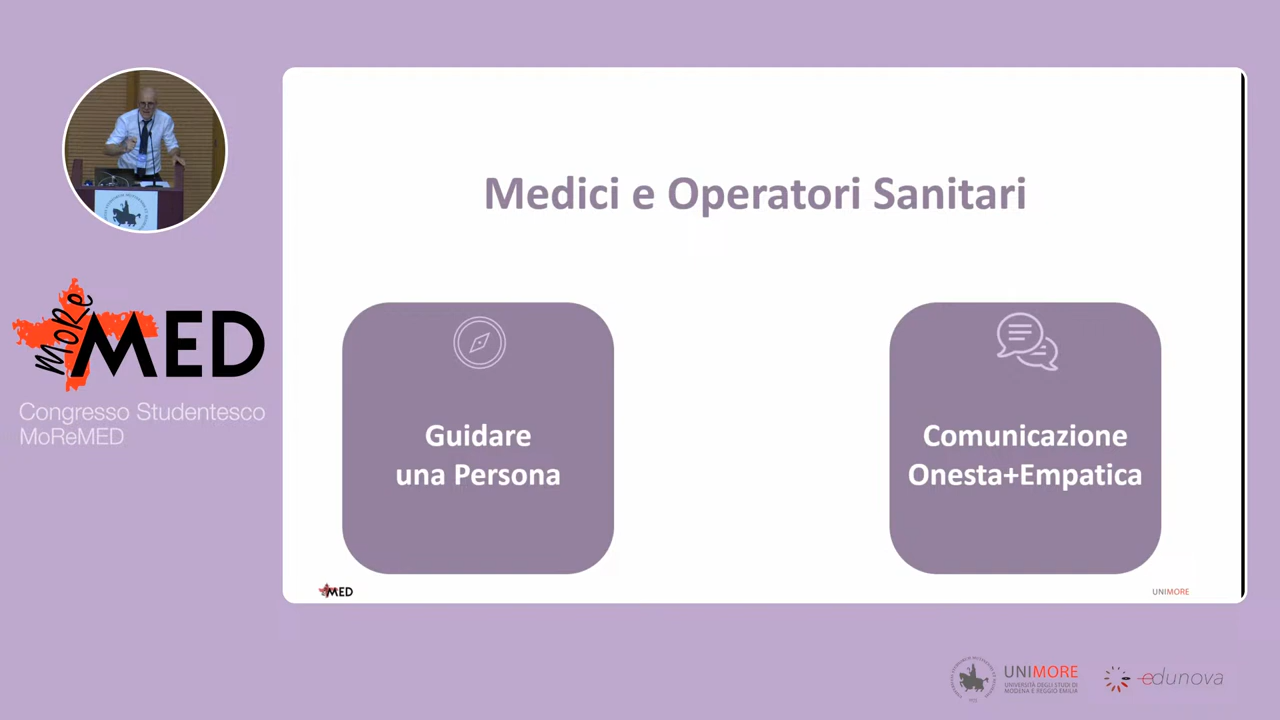 Medici e Operatori Sanitari
Guidare
una Persona
Comunicazione
Onesta+Empatica
MED
UNIMORE
MoRe
MED
Congresso Studentesco
MoReMED
UNIMORE
UNIVERSITÀ DEGLI STUDI DI
MODENA E REGGIO EMILIA
edunova